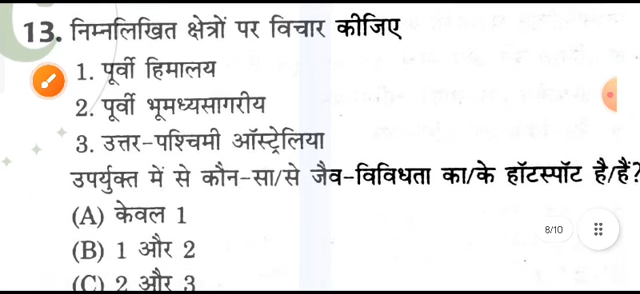 13. निम्नलिखित क्षेत्रों पर विचार कीजिए
1. पूर्वी हिमालय
2. पूर्वी भूमध्यसागरीय
3. उत्तर-पश्चिमी ऑस्ट्रेलिया
उपर्युक्त में से कौन-सा/से जैव-विविधता का/के हॉटस्पॉट है/हैं?
(A) केवल 1
(B) 1 और 2
8/10
(C) 2 और 3